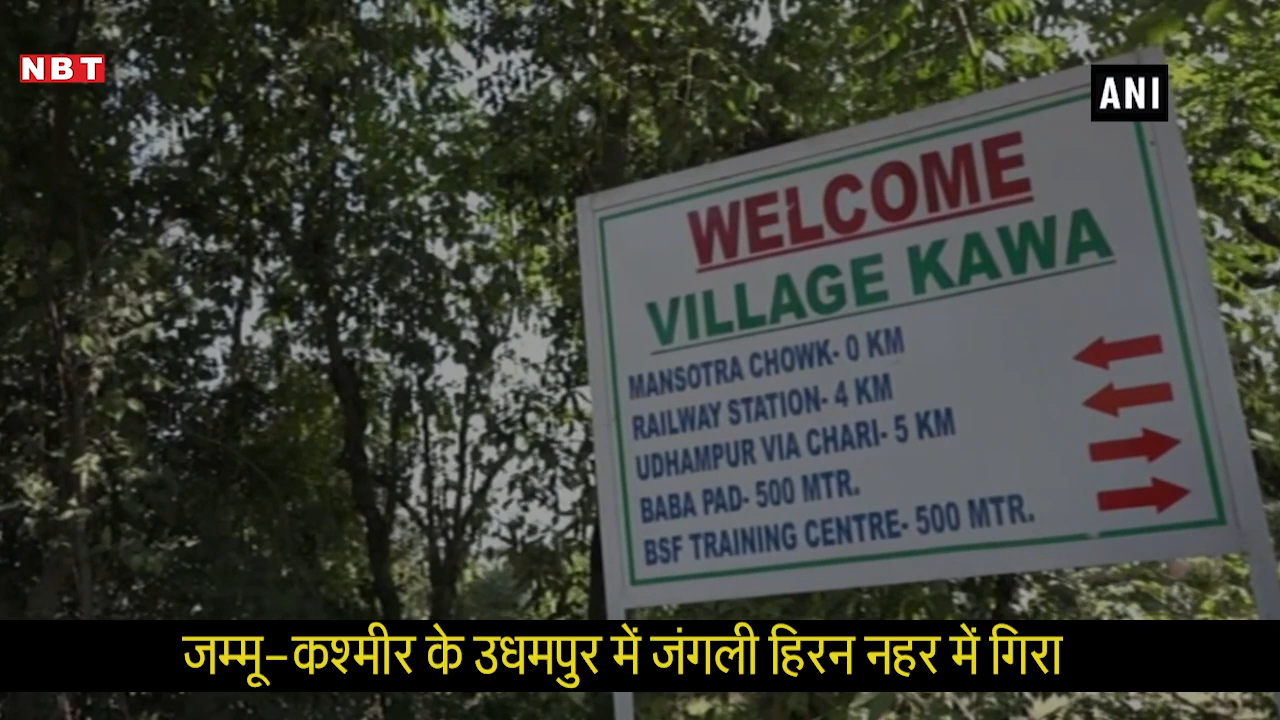 NBT
ANI
WELCOME
VILLAGE KAWA
MANSOTRA CHOWK- 0 KM
RAILWAY STATION- 4 KM
UDHAMPUR VIA CHARI- 5 KM
BABA PAD- 500 MTR.
BSF TRAINING CENTRE- 500 MTR.
जम्मू-कश्मीर के उधमपुर में जंगली हिरन नहर में गिरा